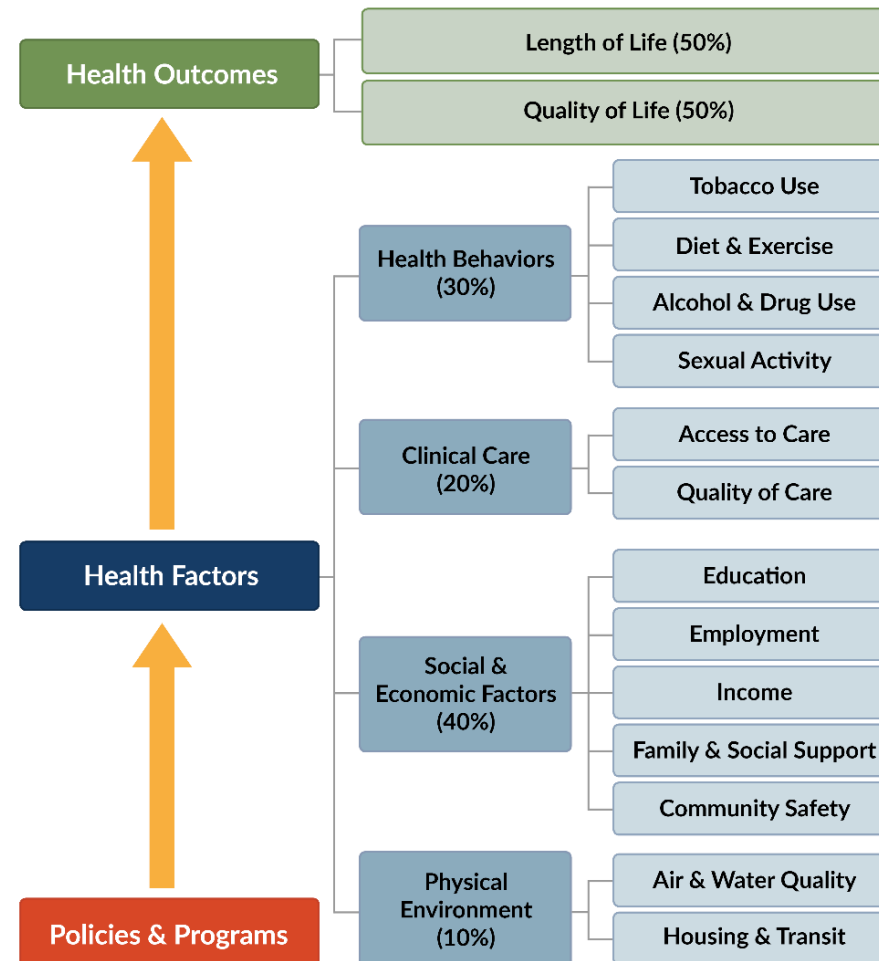 Health Outcomes
Length of Life (50%)
Quality of Life (50%)
Health Behaviors
(30%)
Tobacco Use
Diet & Exercise
Alcohol & Drug Use
Sexual Activity
Clinical Care
(20%)
Access to Care
Quality of Care
Health Factors
Social &
Economic Factors
(40%)
Education
Employment
Income
Family & Social Support
Community Safety
Physical
Environment
(10%)
Air & Water Quality
Housing & Transit
Policies & Programs